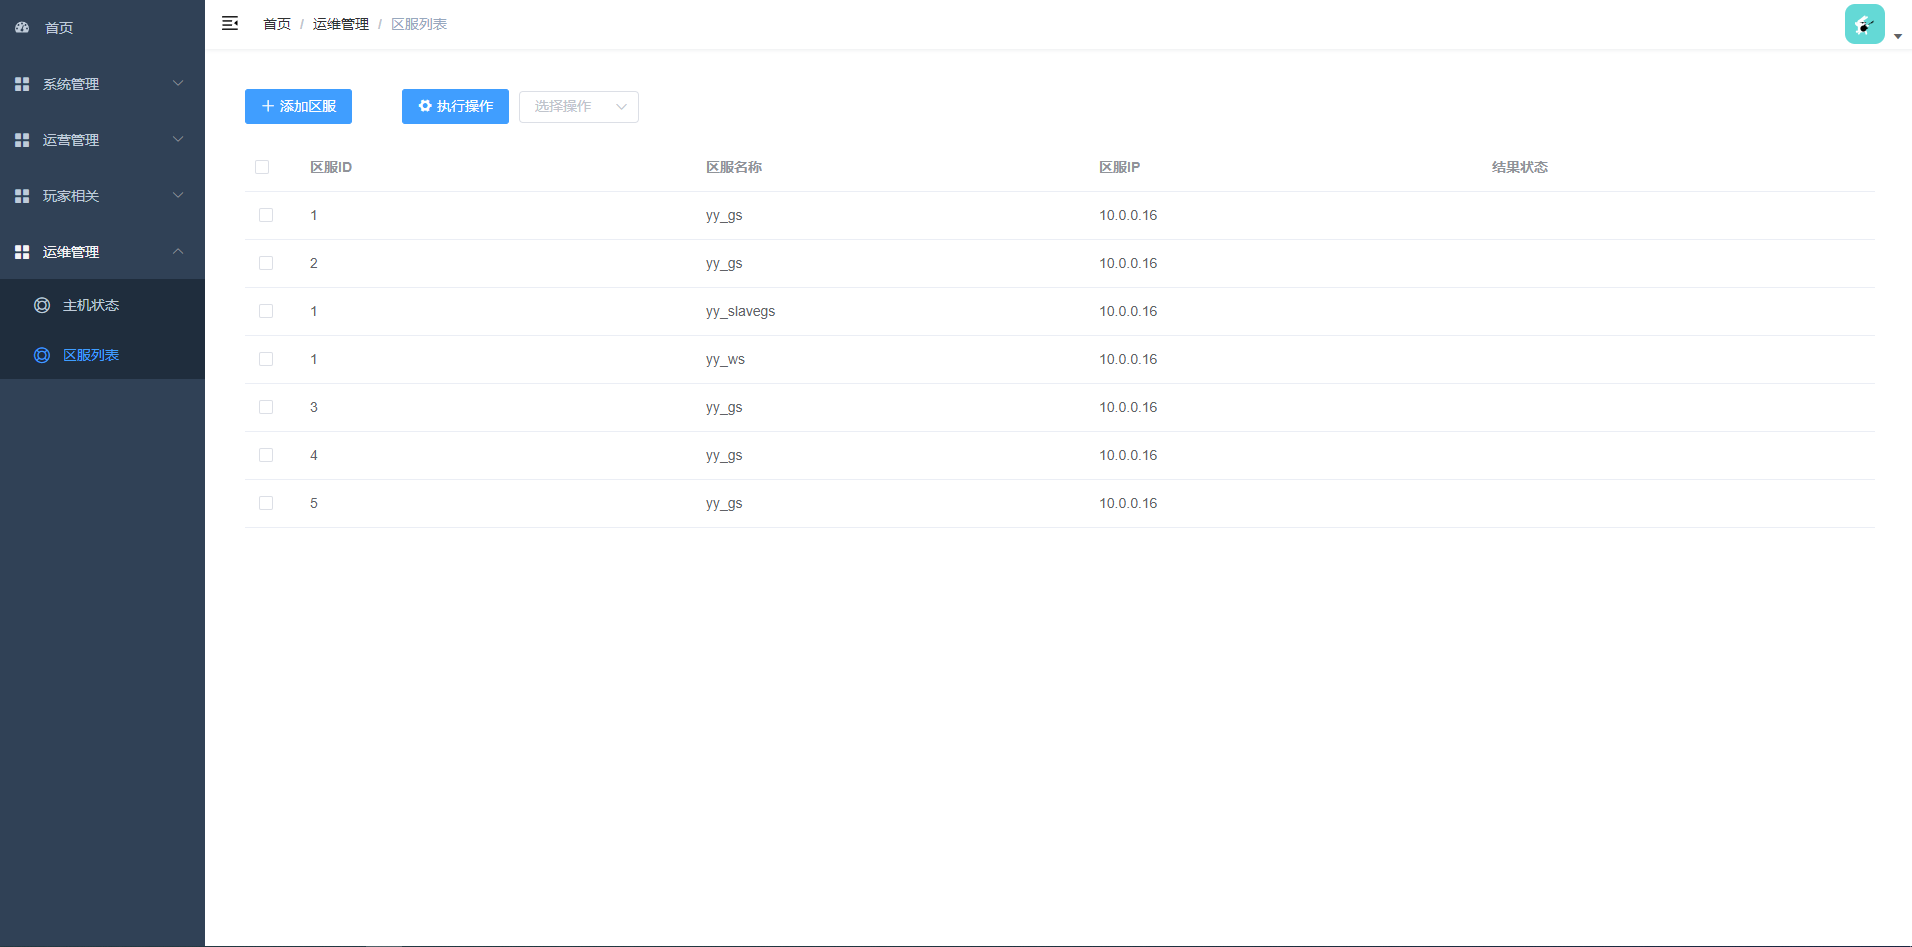 首页
系统管理
运营管理
玩家相关
运维管理
主机状态
区服列表
首页 / 运维管理 / 区服列表
添加区服 执行操作 选择操作
区服ID 区服名称 区服IP 结果状态
1 yy_gs 10.0.0.16
2 yy_gs 10.0.0.16
1 yy_slavegs 10.0.0.16
1 yy_ws 10.0.0.16
3 yy_gs 10.0.0.16
4 yy_gs 10.0.0.16
5 yy_gs 10.0.0.16